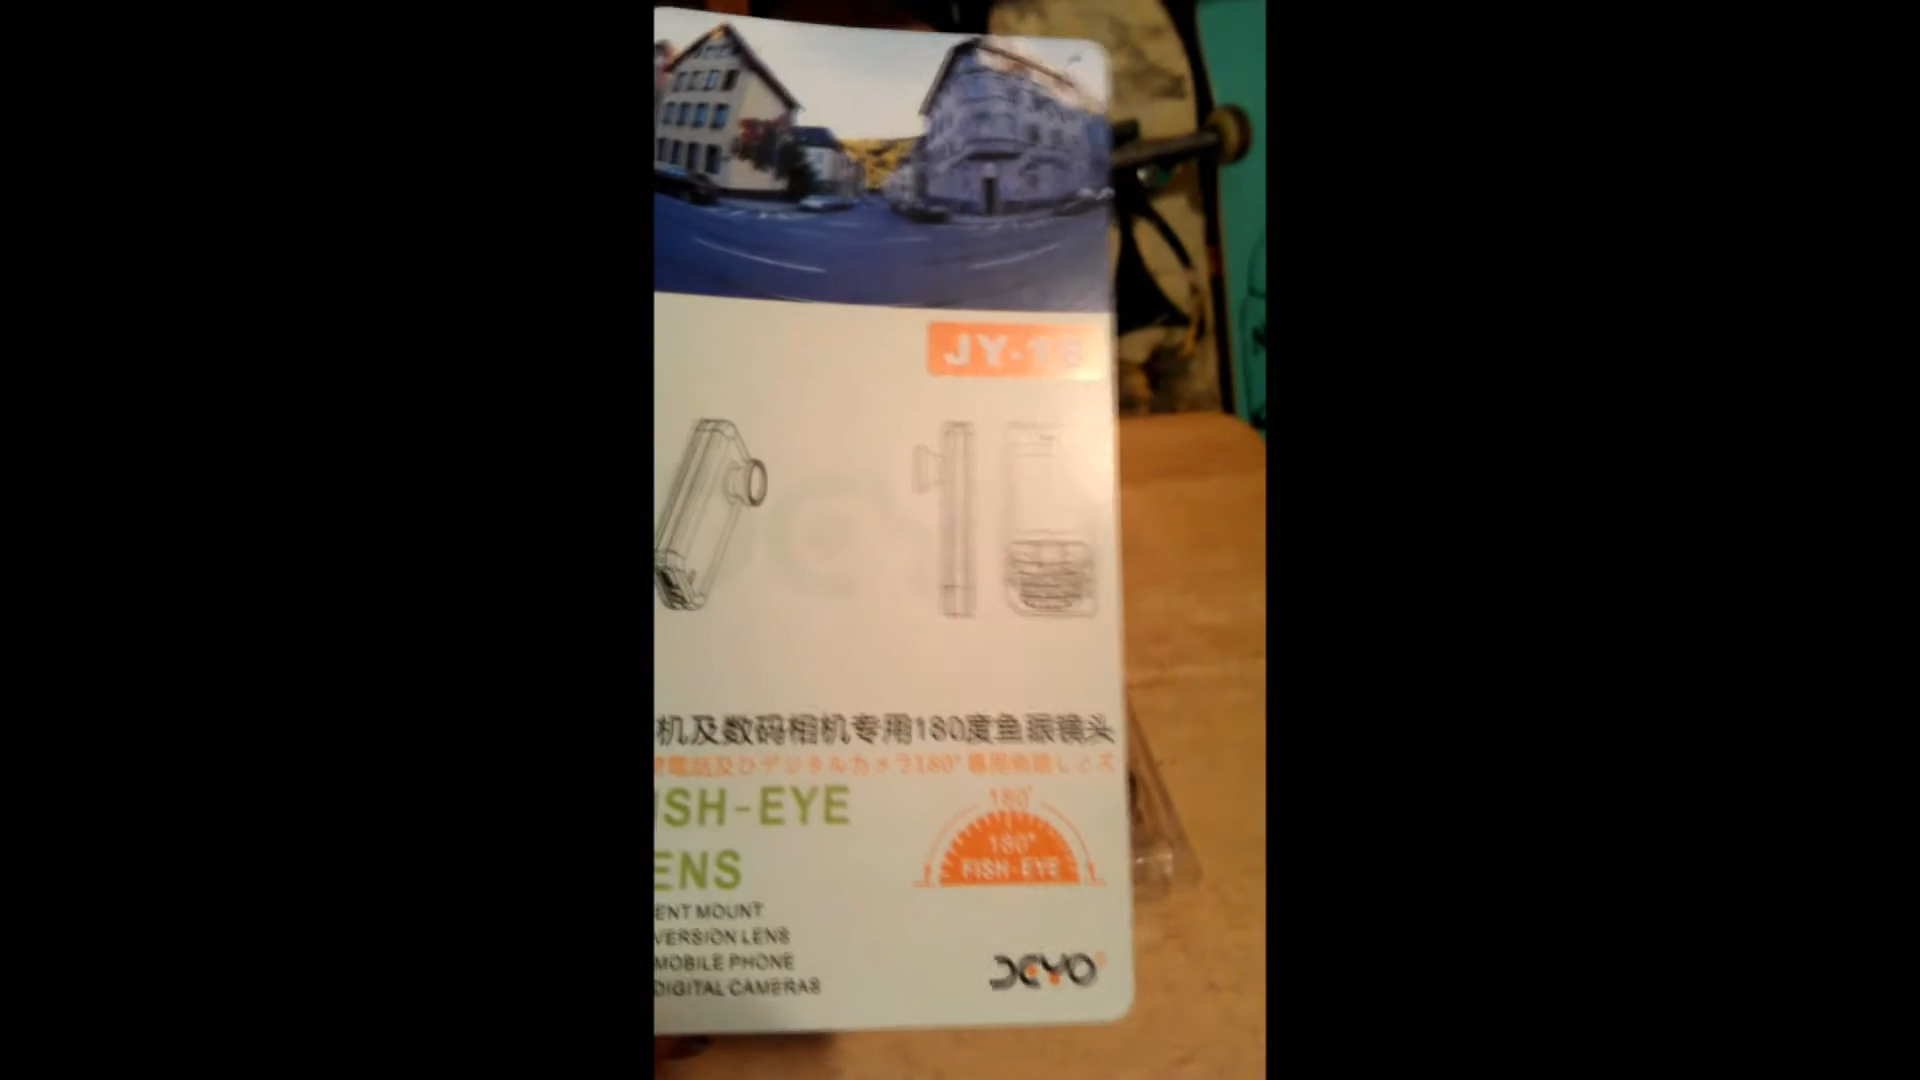 机及数码相机专用180度鱼眼镜头
ISH-EYE
ENS
ENT MOUNT
VERSION LENS
MOBILE PHONE
DIGITAL CAMERAS
180°
180°
FISH-EYE
DEYO